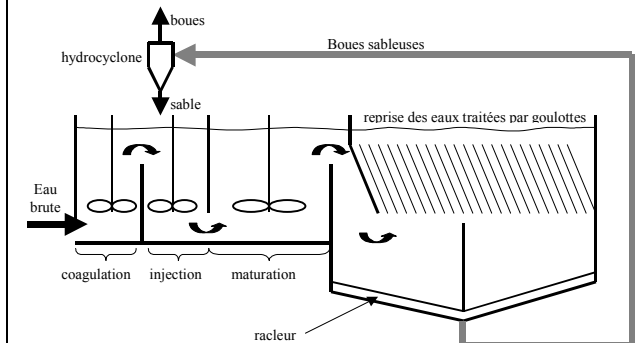 boues
Boues sableuses
hydrocyclone
sable
reprise des eaux traitées par goulottes
Eau
brute
coagulation
injection
maturation
racleur